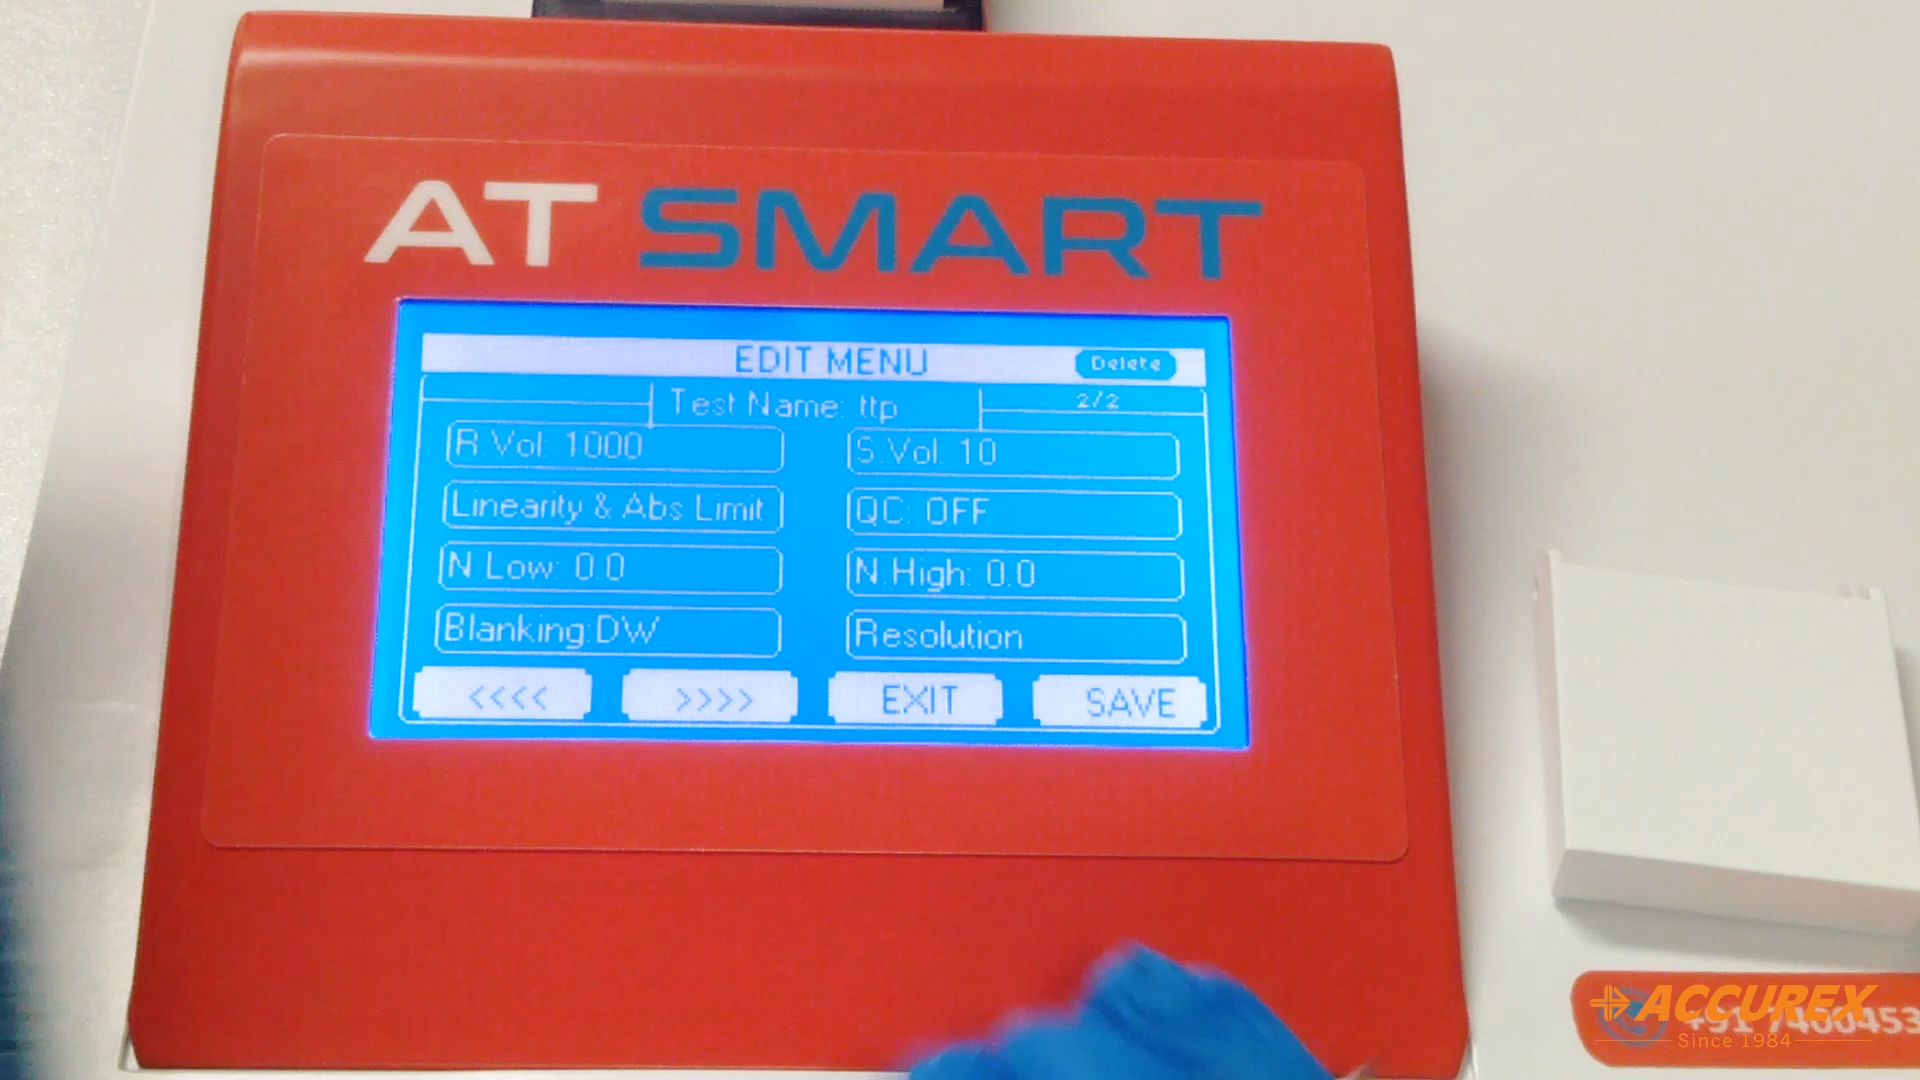 AT SMART
EDIT MENU
Delete
Test Name: ttp
2/2
R.Vol: 1000
S.Vol: 10
Linearity & Abs Limit
QC: OFF
N Low: 0.0
N.High: 0.0
Blanking:DW
Resolution
<<<<
>>>>
EXIT
SAVE
ACCUREX
Since 1984